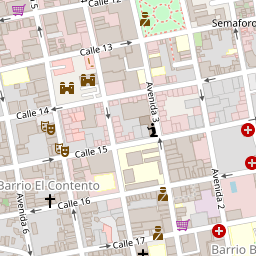 Calle 12
Semaforo
Calle 13
Avenida 3
Calle 14
Calle 15
Barrio El Contento
Avenida 6
Calle 16
Avenida 2
Calle 17
Barrio B